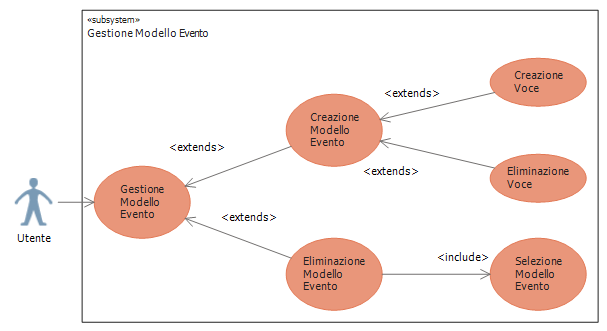 «subsystem»
Gestione Modello Evento
Creazione
Voce
<extends>
Creazione
Modello
Evento
<extends>
<extends>
Eliminazione
Voce
Gestione
Modello
Evento
Utente
<extends>
Eliminazione
Modello
Evento
<include>
Selezione
Modello
Evento